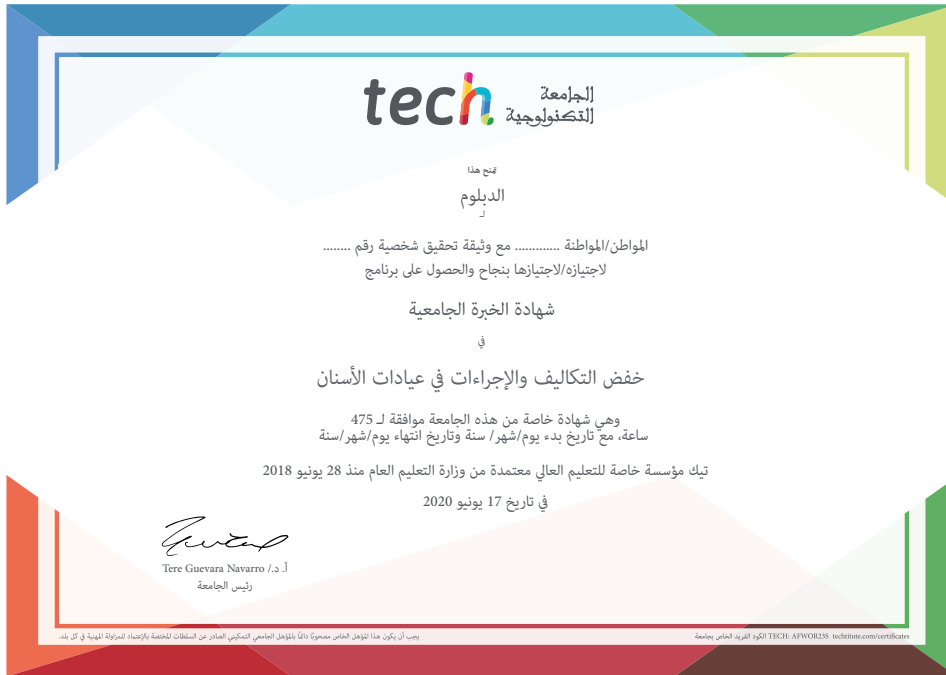 tech الجامعة
التكنولوجية
تمنح هذا
الدبلوم
لـ
المواطن/المواطنة ............. مع وثيقة تحقيق شخصية رقم ........
لاجتيازه/لاجتيازها بنجاح والحصول على برنامج
شهادة الخبرة الجامعية
في
خفض التكاليف والإجراءات في عيادات الأسنان
وهي شهادة خاصة من هذه الجامعة موافقة لـ 475
ساعة، مع تاريخ بدء يوم/شهر/ سنة وتاريخ انتهاء يوم/شهر/سنة
تيك مؤسسة خاصة للتعليم العالي معتمدة من وزارة التعليم العام منذ 28 يونيو 2018
في تاريخ 17 يونيو 2020
أ. د./ Tere Guevara Navarro
رئيس الجامعة
يجب أن يكون هذا المؤهل الخاص مصحوبًا دائمًا بالمؤهل الجامعي التمكيني الصادر عن السلطات المختصة بالإعتماد للمزاولة المهنية في كل بلد.
الكود الفريد الخاص بجامعة TECH: AFWOR23S techtitute.com/certificates